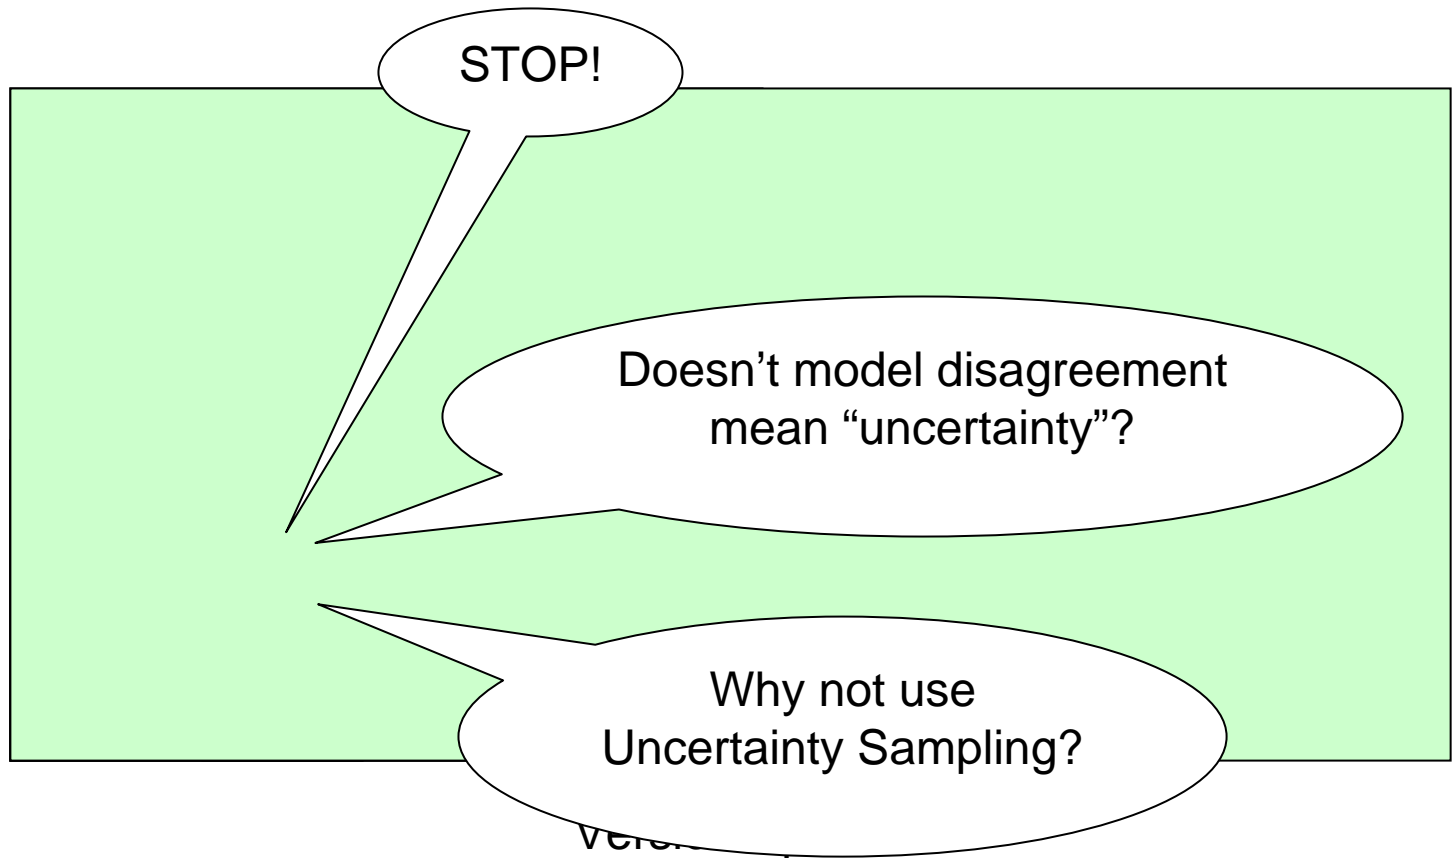 STOP!
Doesn’t model disagreement
mean “uncertainty”?
Why not use
Uncertainty Sampling?